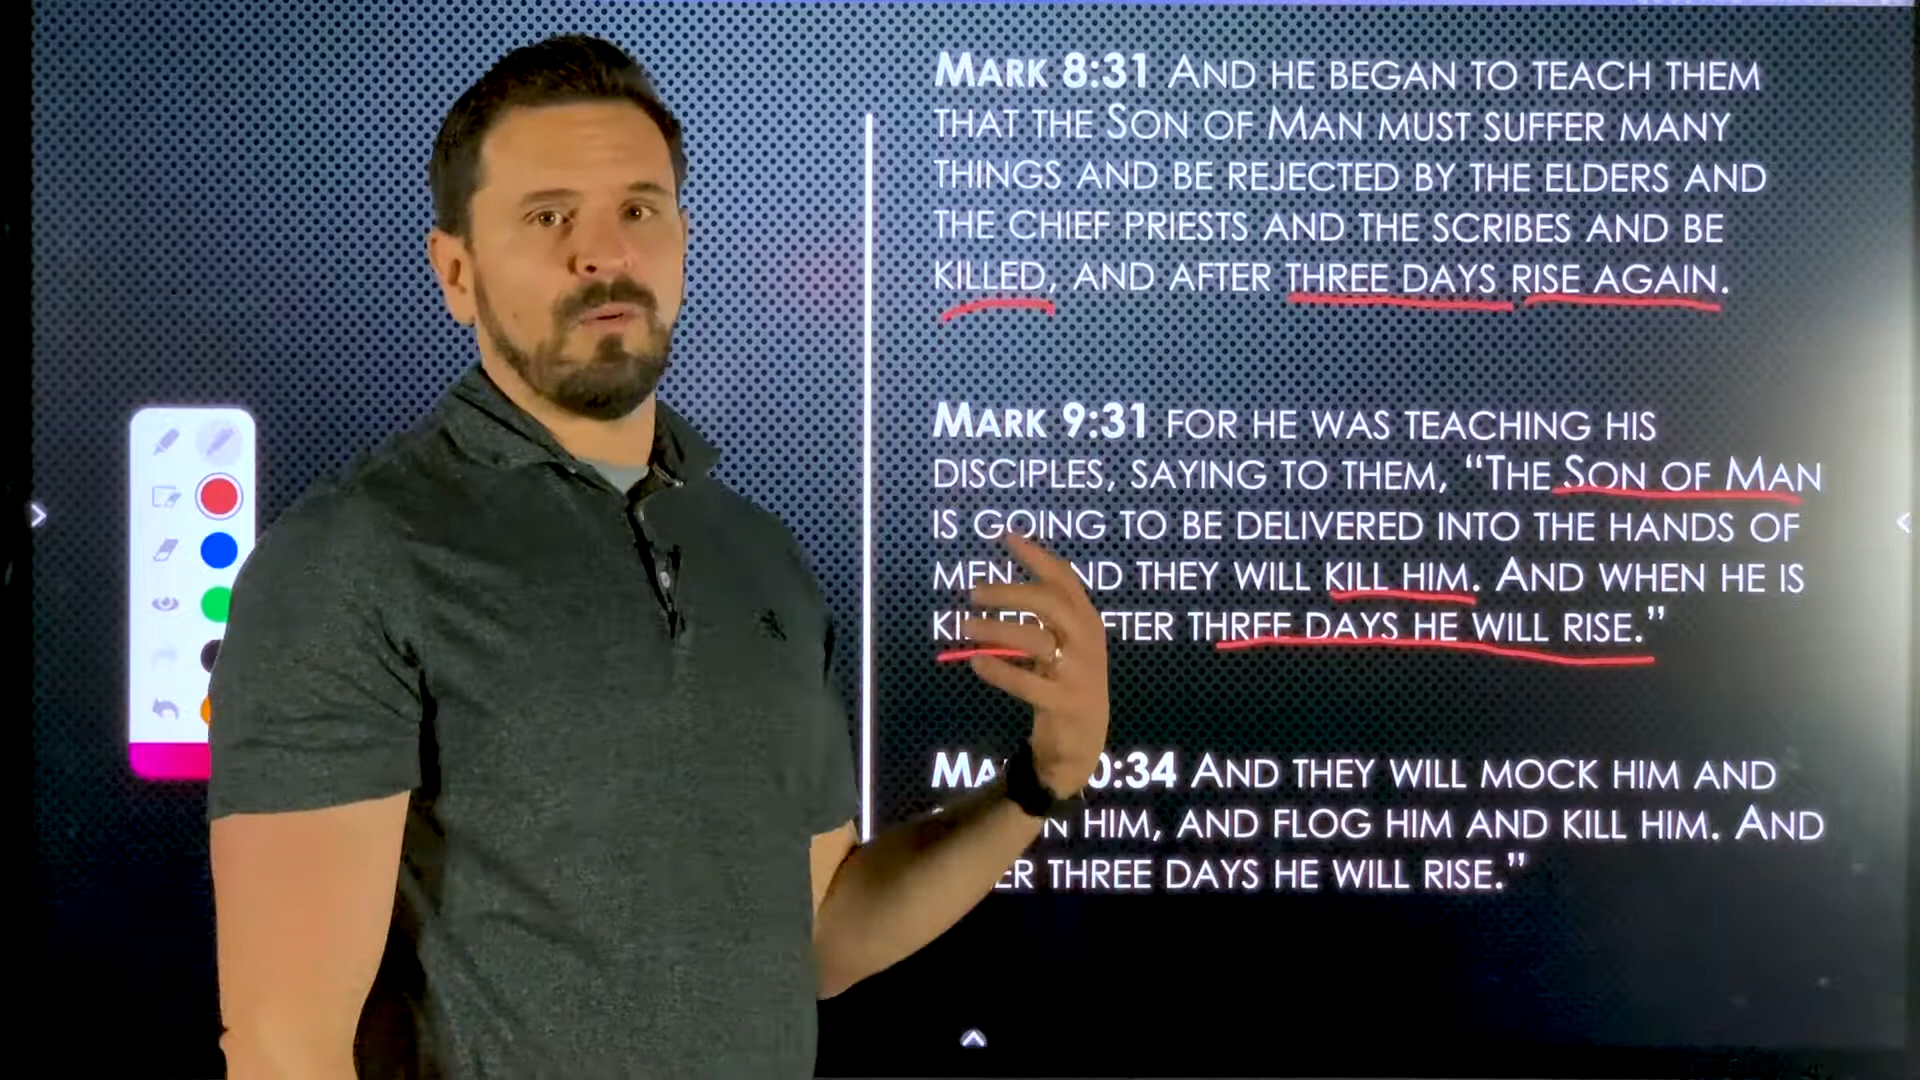 MARK 8:31 AND HE BEGAN TO TEACH THEM
THAT THE SON OF MAN MUST SUFFER MANY
THINGS AND BE REJECTED BY THE ELDERS AND
THE CHIEF PRIESTS AND THE SCRIBES AND BE
KILLED, AND AFTER THREE DAYS RISE AGAIN.
MARK 9:31 FOR HE WAS TEACHING HIS
DISCIPLES, SAYING TO THEM, “THE SON OF MAN
IS GOING TO BE DELIVERED INTO THE HANDS OF
MEN, THEY WILL KILL HIM. AND WHEN HE IS
KILLED THREE DAYS HE WILL RISE.”
0:34 AND THEY WILL MOCK HIM AND
HIM, AND FLOG HIM AND KILL HIM. AND
THREE DAYS HE WILL RISE.”